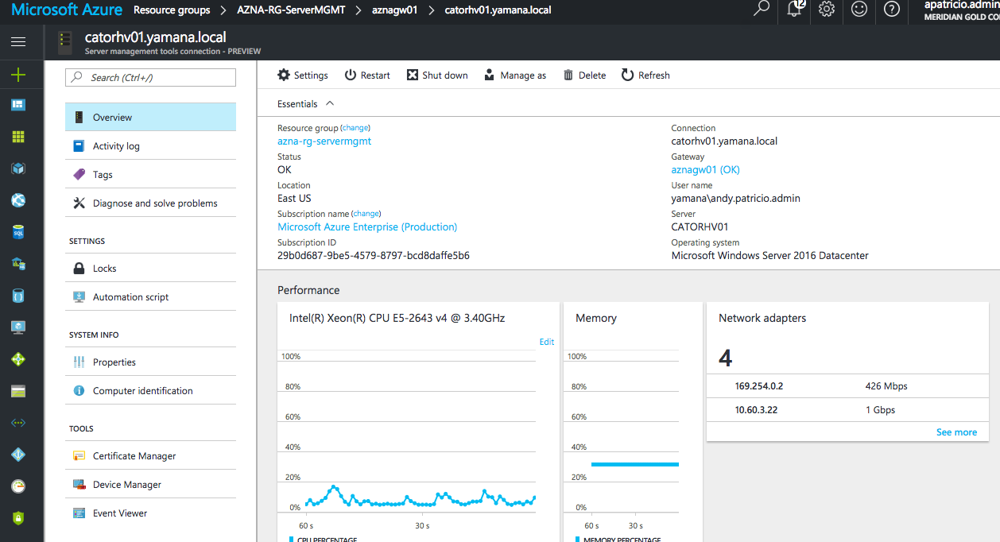 Microsoft Azure Resource groups > AZNA-RG-ServerMGMT > aznagw01 > catorhv01.yamana.local
12
apatricio.admin
MERIDIAN GOLD CO
catorhv01.yamana.local
Server management tools connection - PREVIEW
Search (Ctrl+/)
Overview
Activity log
Tags
Diagnose and solve problems
SETTINGS
Locks
Automation script
SYSTEM INFO
Properties
Computer identification
TOOLS
Certificate Manager
Device Manager
Event Viewer
SQL
Settings Restart Shut down Manage as Delete Refresh
Essentials
Resource group (change)
azna-rg-servermgmt
Status
OK
Location
East US
Subscription name (change)
Microsoft Azure Enterprise (Production)
Subscription ID
29b0d687-9be5-4579-8797-bcd8daffe5b6
Connection
catorhv01.yamana.local
Gateway
aznagw01 (OK)
User name
yamana\andy.patricio.admin
Server
CATORHV01
Operating system
Microsoft Windows Server 2016 Datacenter
Performance
Intel(R) Xeon(R) CPU E5-2643 v4 @ 3.40GHz
Edit
100%
80%
60%
40%
20%
0%
60 s 30 s
CPU PERCENTAGE
Memory
100%
80%
60%
40%
20%
0%
60 s 30 s
MEMORY PERCENTAGE
Network adapters
4
169.254.0.2 426 Mbps
10.60.3.22 1 Gbps
See more